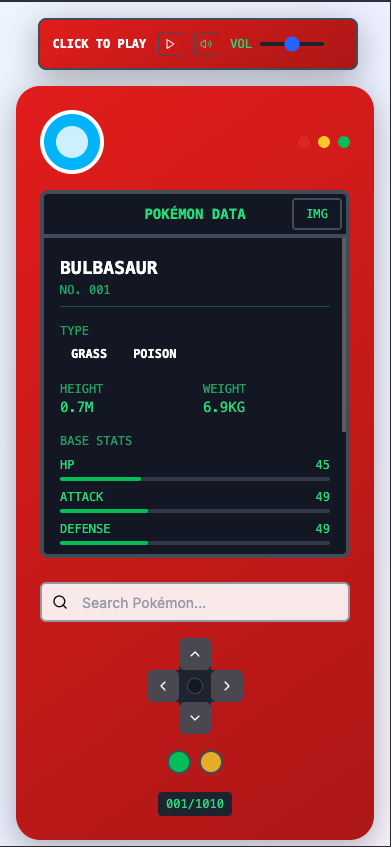 CLICK TO PLAY VOL
POKÉMON DATA IMG
BULBASAUR
NO. 001
TYPE
GRASS POISON
HEIGHT WEIGHT
0.7M 6.9KG
BASE STATS
HP 45
ATTACK 49
DEFENSE 49
Search Pokémon...
001/1010